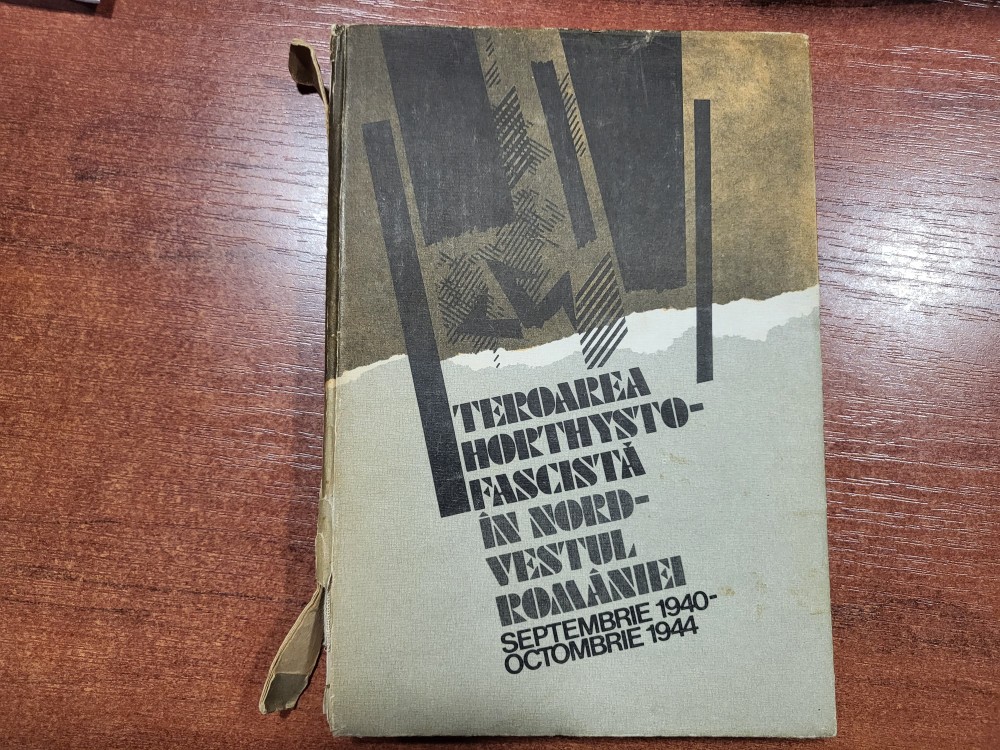 TEROAREA
HORTHYSTO-
FASCISTĂ
ÎN NORD-
VESTUL
ROMÂNIEI
SEPTEMBRIE 1940-
OCTOMBRIE 1944